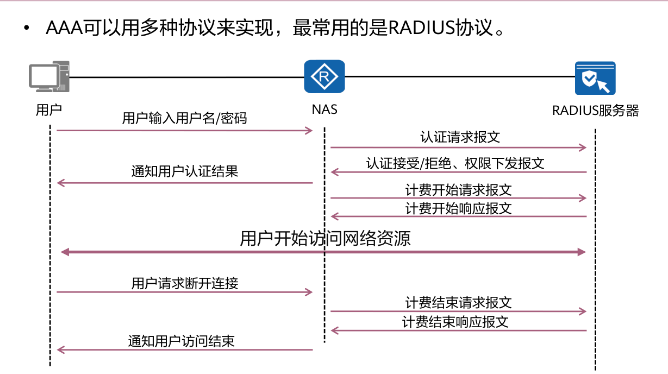 • AAA可以用多种协议来实现，最常用的是RADIUS协议。
R
用户
NAS
RADIUS服务器
用户输入用户名/密码
认证请求报文
认证接受/拒绝、权限下发报文
通知用户认证结果
计费开始请求报文
计费开始响应报文
用户开始访问网络资源
用户请求断开连接
计费结束请求报文
计费结束响应报文
通知用户访问结束